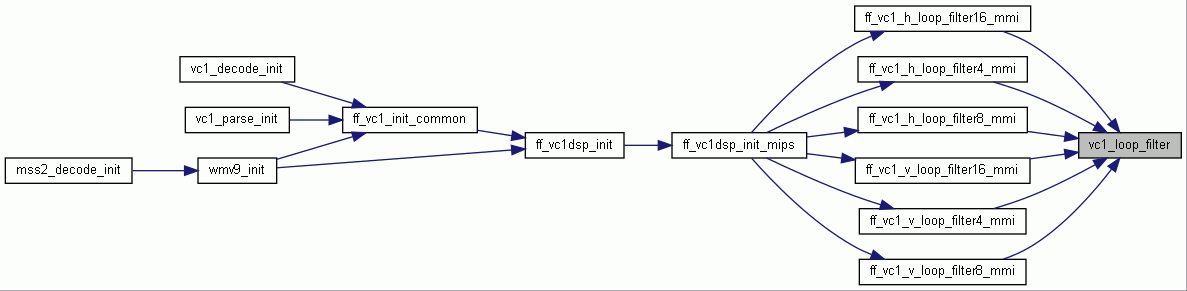 ff_vc1_h_loop_filter16_mmi
vc1_decode_init
ff_vc1_h_loop_filter4_mmi
vc1_parse_init
ff_vc1_init_common
ff_vc1_h_loop_filter8_mmi
ff_vc1dsp_init
ff_vc1dsp_init_mips
vc1_loop_filter
mss2_decode_init
wmv9_init
ff_vc1_v_loop_filter16_mmi
ff_vc1_v_loop_filter4_mmi
ff_vc1_v_loop_filter8_mmi